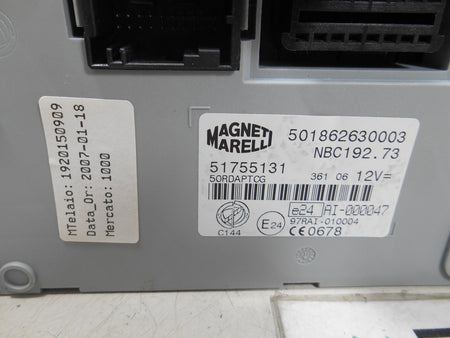 MTelaio: 1920150909
Data_Or: 2007-01-18
Mercato: 1000
MAGNETI
MARELLI
501862630003
NBC192.73
51755131
50RDAPTCG
361 06 12V=
C144
E24
e24 AI-000047
97RAI-010004
CE0678